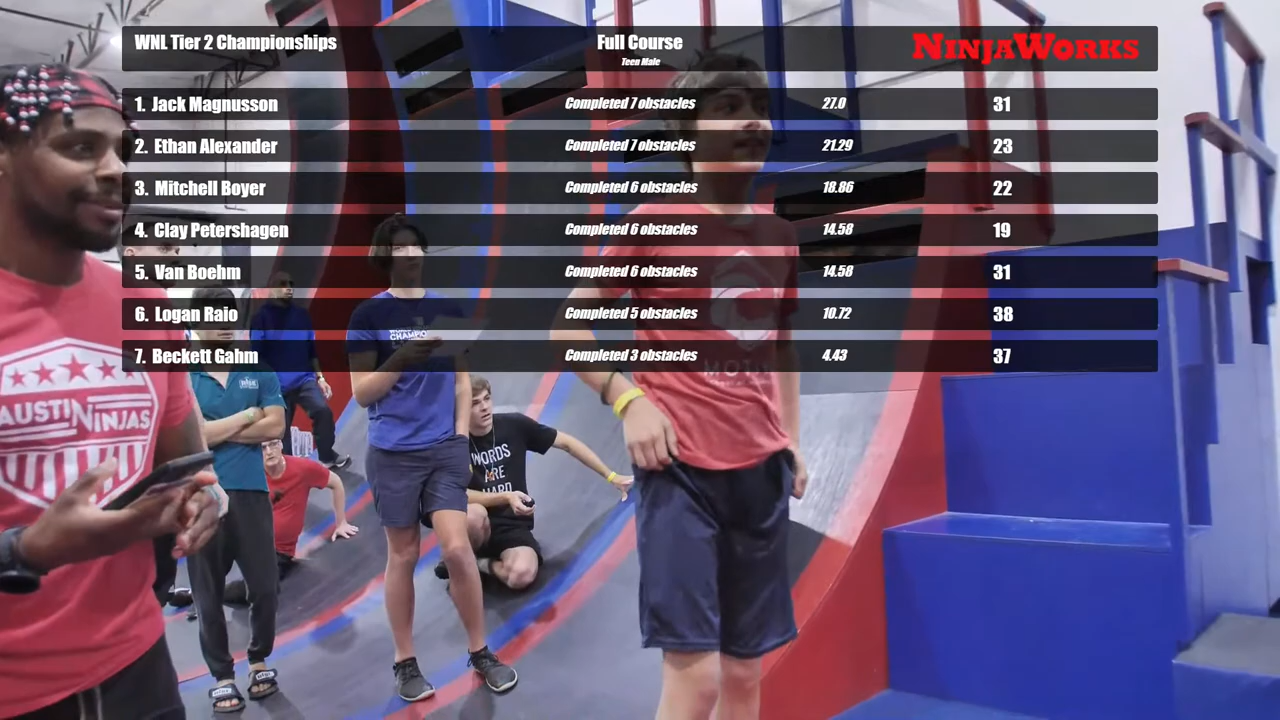 WNL Tier 2 Championships
Full Course
Teen Male
NINJAWORKS
1. Jack Magnusson Completed 7 obstacles 27.0 31
2. Ethan Alexander Completed 7 obstacles 21.29 23
3. Mitchell Boyer Completed 6 obstacles 18.86 22
4. Clay Petershagen Completed 6 obstacles 14.58 19
5. Van Boehm Completed 6 obstacles 14.58 31
6. Logan Raio Completed 5 obstacles 10.72 38
7. Beckett Gahm Completed 3 obstacles 4.43 37
AUSTIN NINJAS
WORDS
ARE
HARD